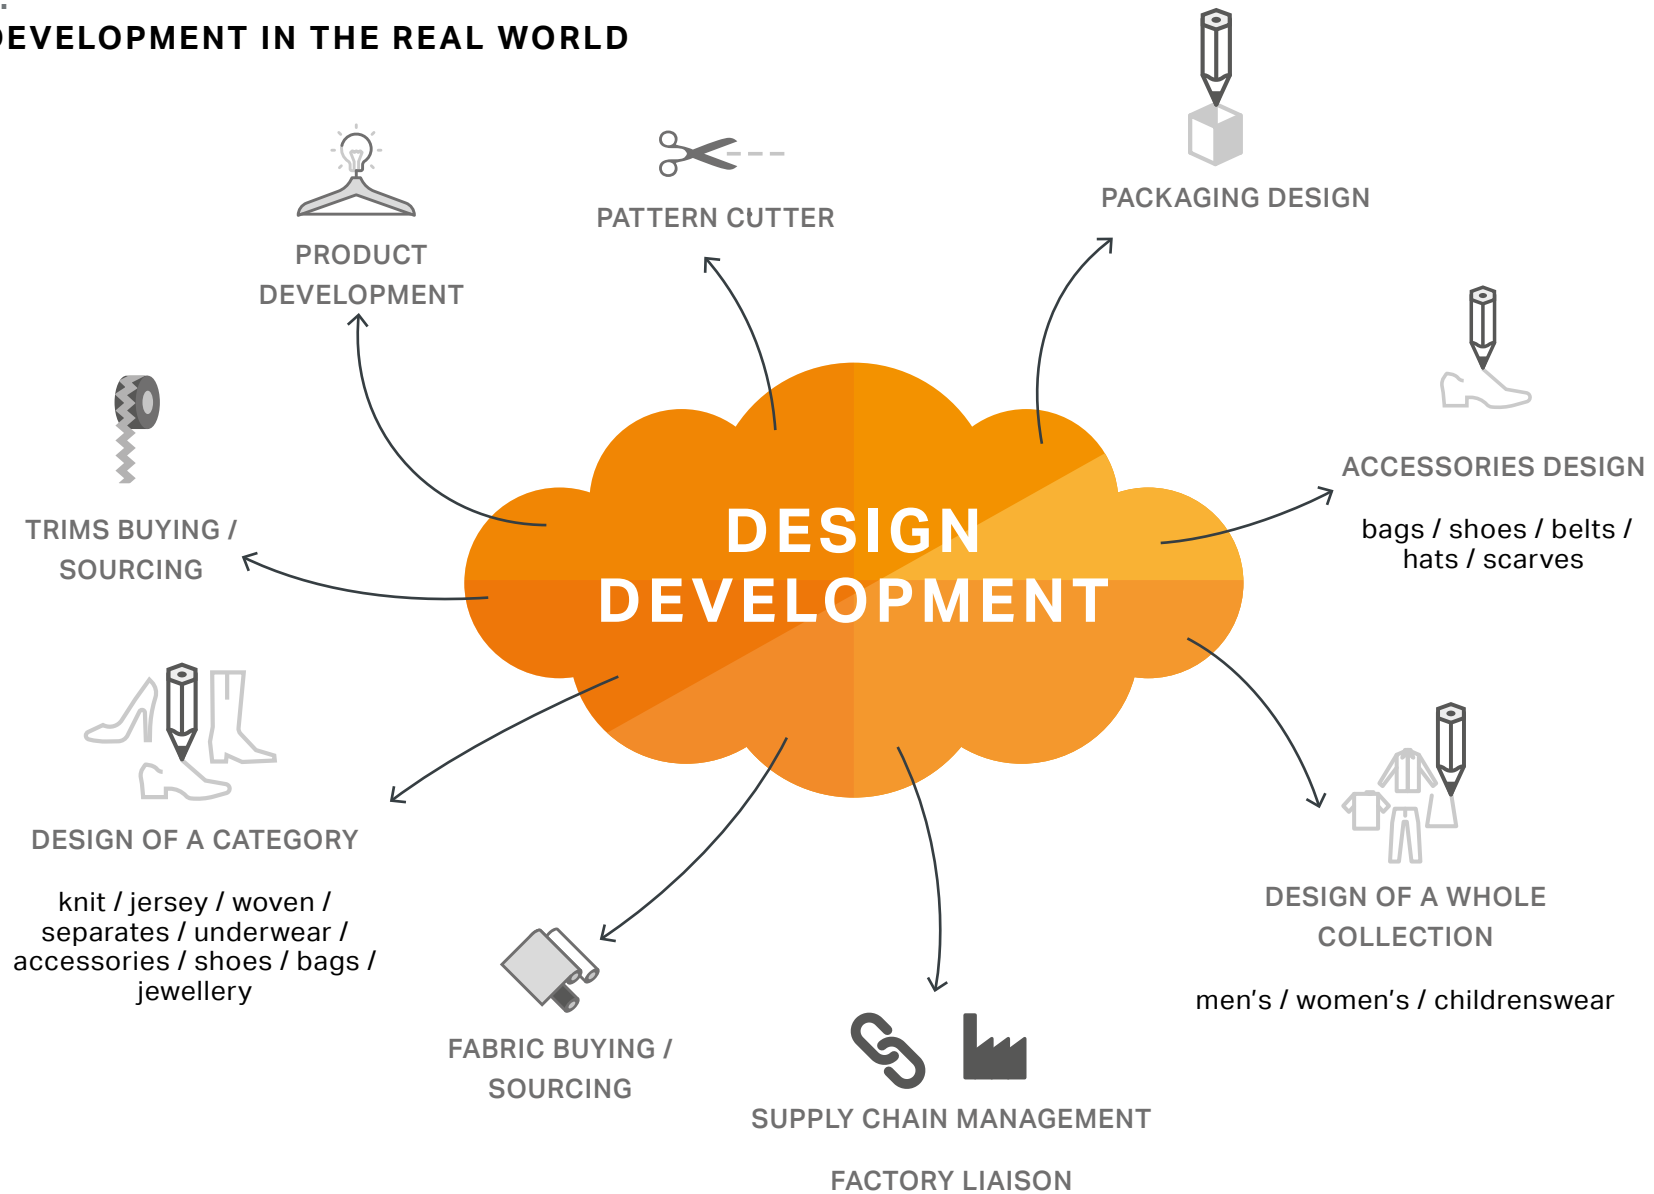 DEVELOPMENT IN THE REAL WORLD
PACKAGING DESIGN
PATTERN CUTTER
PRODUCT
DEVELOPMENT
ACCESSORIES DESIGN
bags / shoes / belts /
hats / scarves
TRIMS BUYING /
SOURCING
DESIGN
DEVELOPMENT
DESIGN OF A CATEGORY
knit / jersey / woven /
separates / underwear /
accessories / shoes / bags /
jewellery
DESIGN OF A WHOLE
COLLECTION
men's / women's / childrenswear
FABRIC BUYING /
SOURCING
SUPPLY CHAIN MANAGEMENT
FACTORY LIAISON